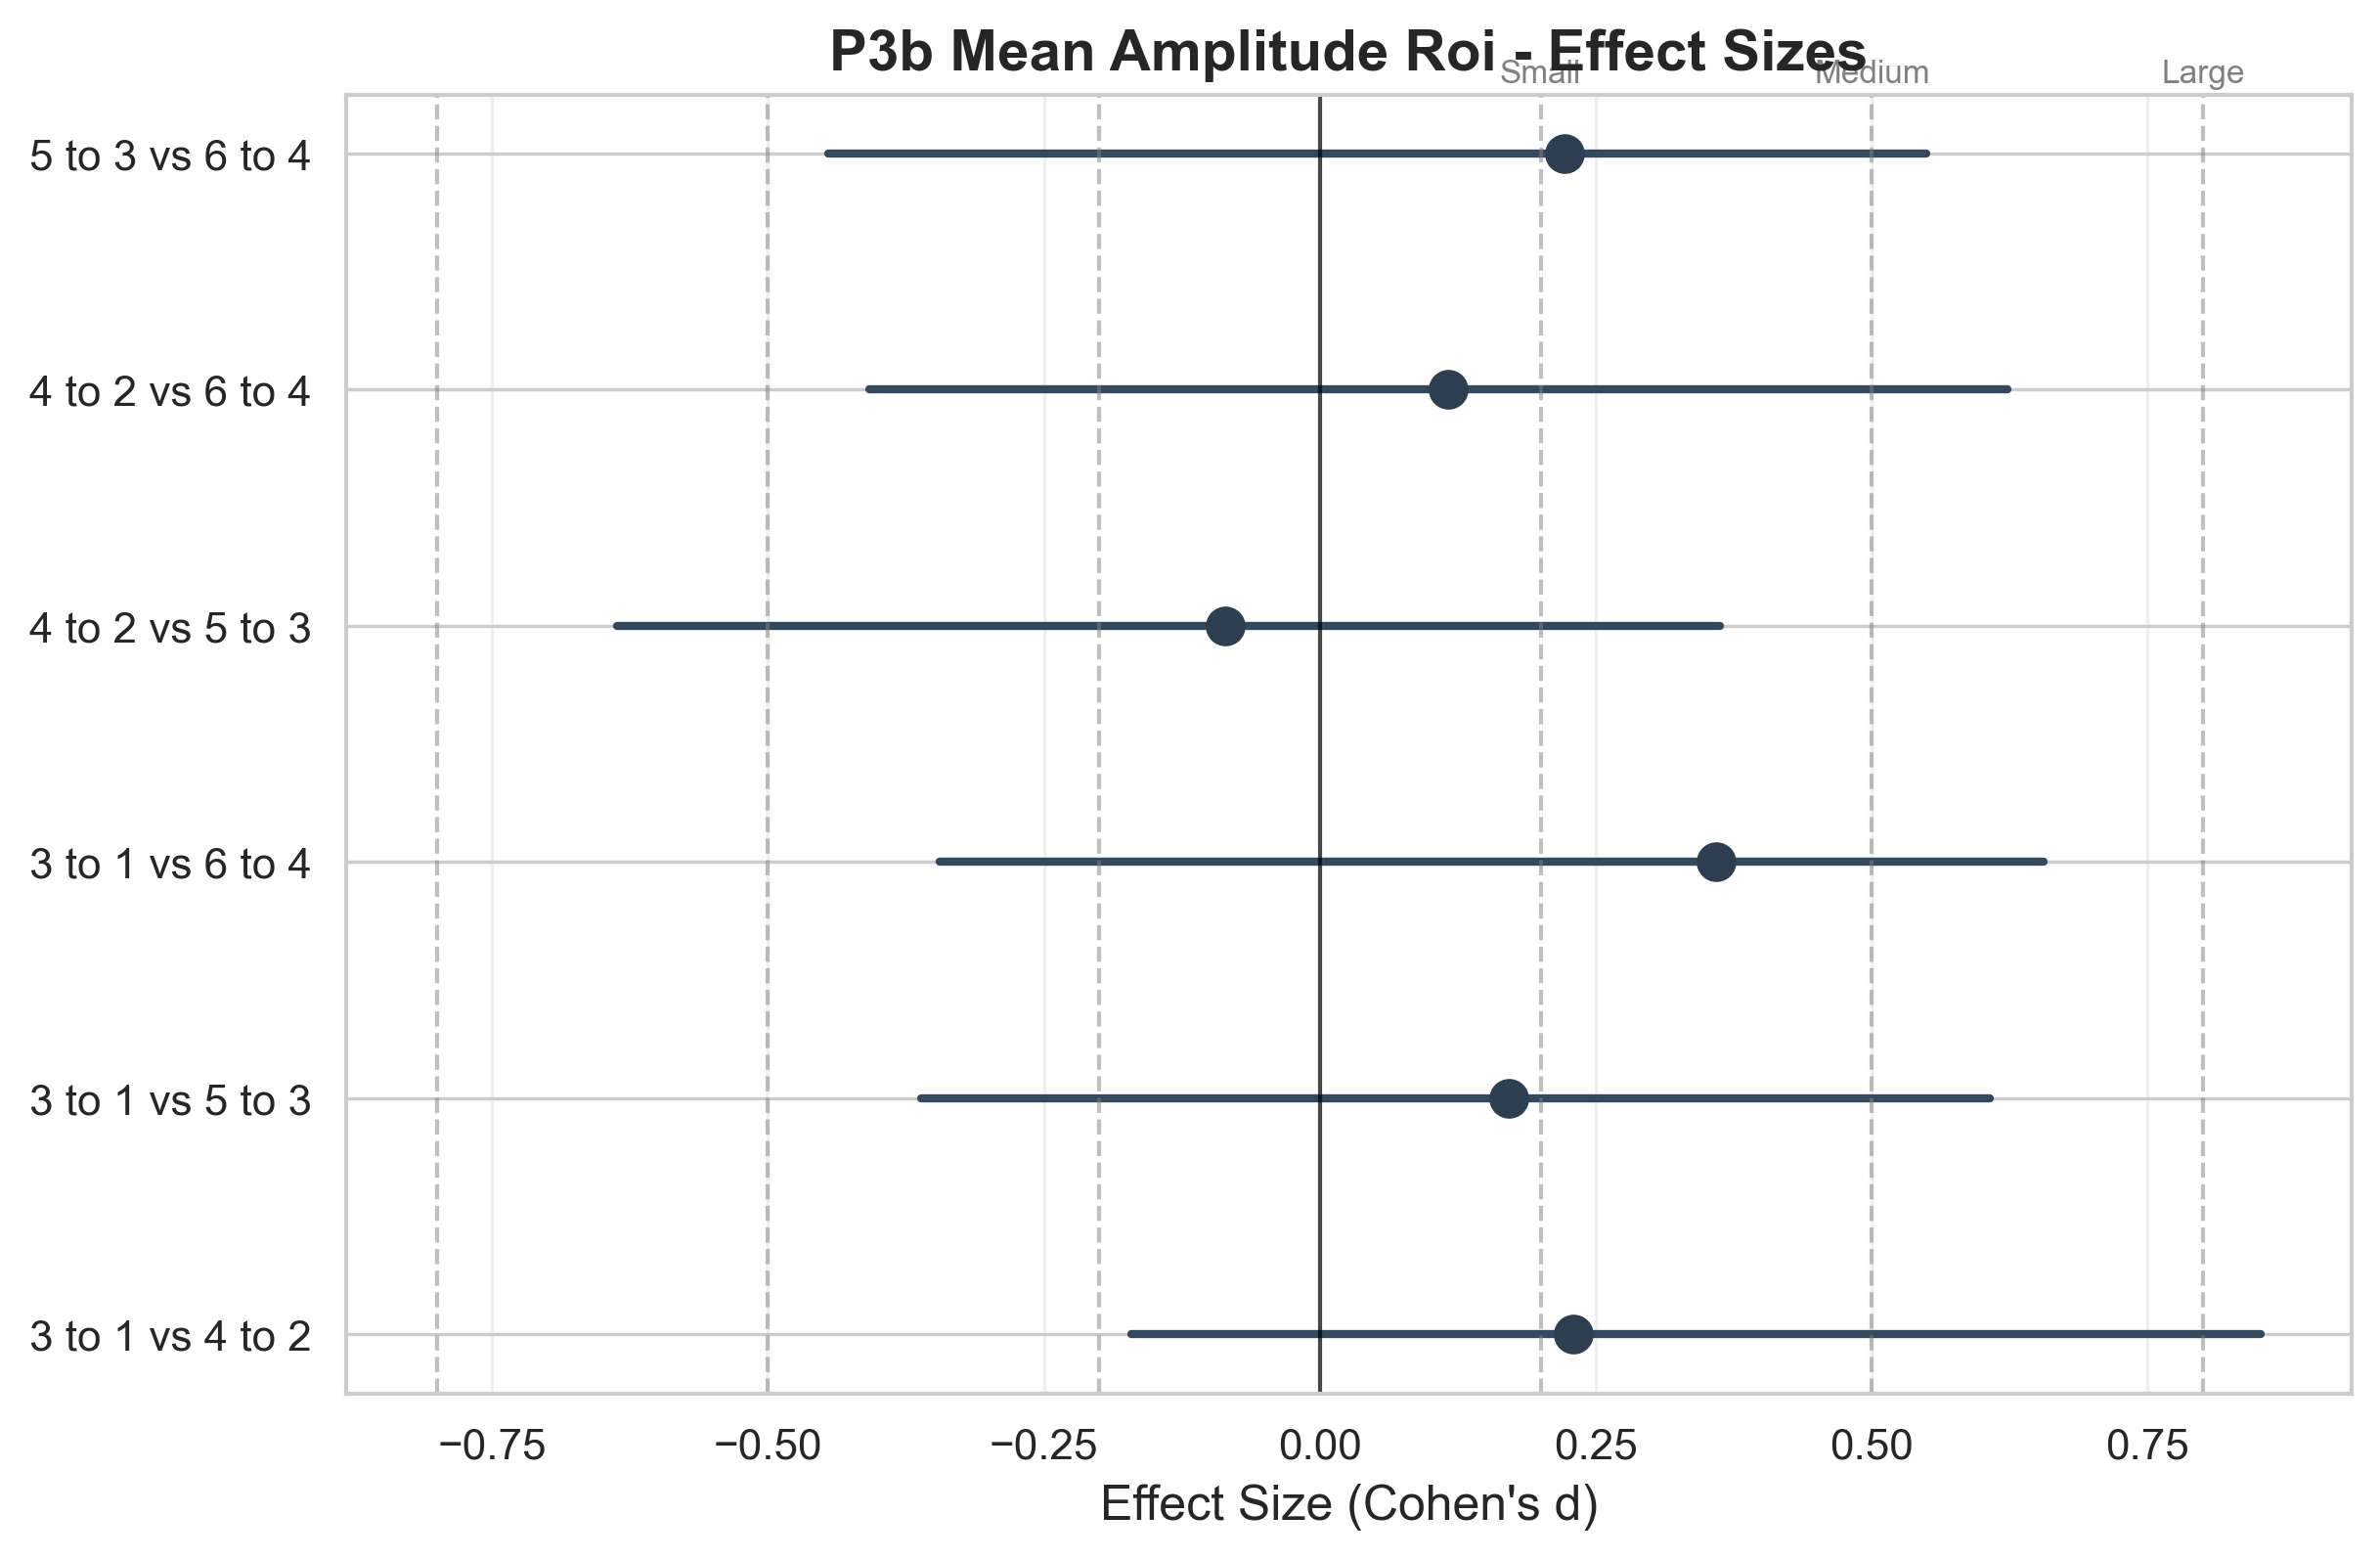 P3b Mean Amplitude Roi - Effect Sizes
Small Medium Large
5 to 3 vs 6 to 4
4 to 2 vs 6 to 4
4 to 2 vs 5 to 3
3 to 1 vs 6 to 4
3 to 1 vs 5 to 3
3 to 1 vs 4 to 2
−0.75 −0.50 −0.25 0.00 0.25 0.50 0.75
Effect Size (Cohen's d)